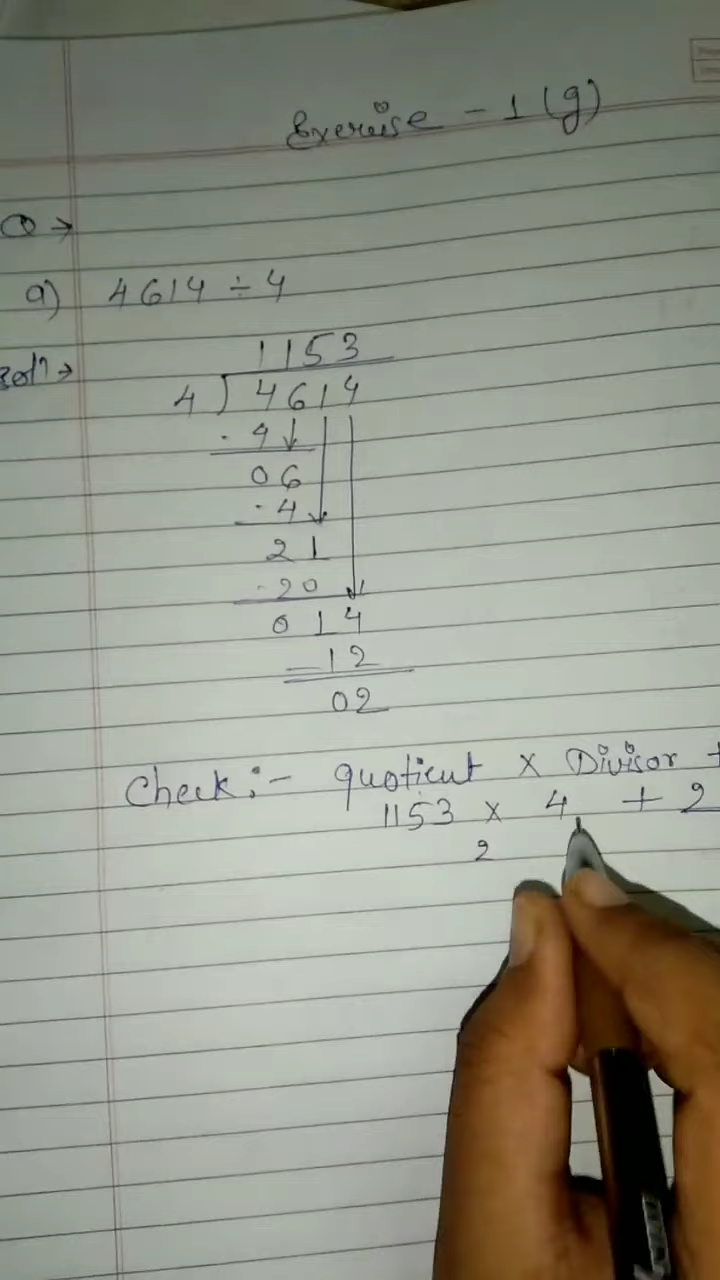 Exercise - 1 (g)
Q →
a) 4614 ÷ 4
Soln →
1153
4 ) 4614
- 4 ↓
06
- 4
21
- 20
014
- 12
02
Check :- quotient × Divisor +
1153 × 4 + 2
2